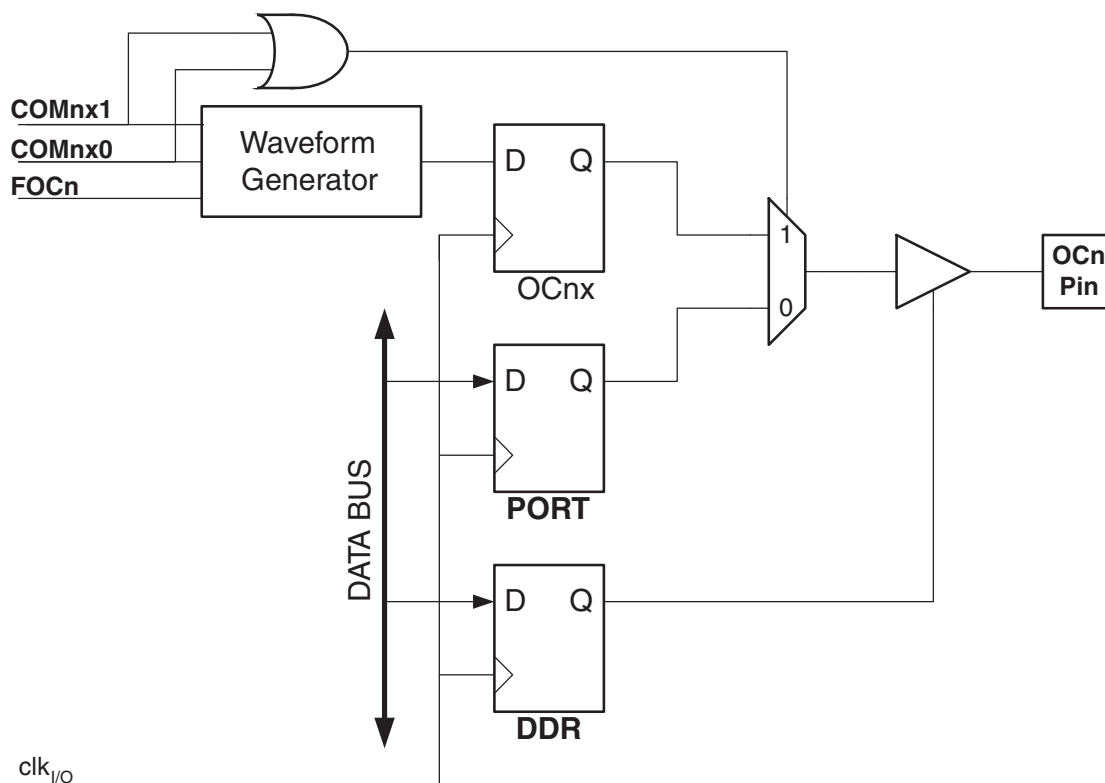 COMnx1
COMnx0
FOCn
Waveform
Generator
D Q
OCnx
1
0
OCn
Pin
D Q
PORT
D Q
DDR
DATA BUS
clkI/O